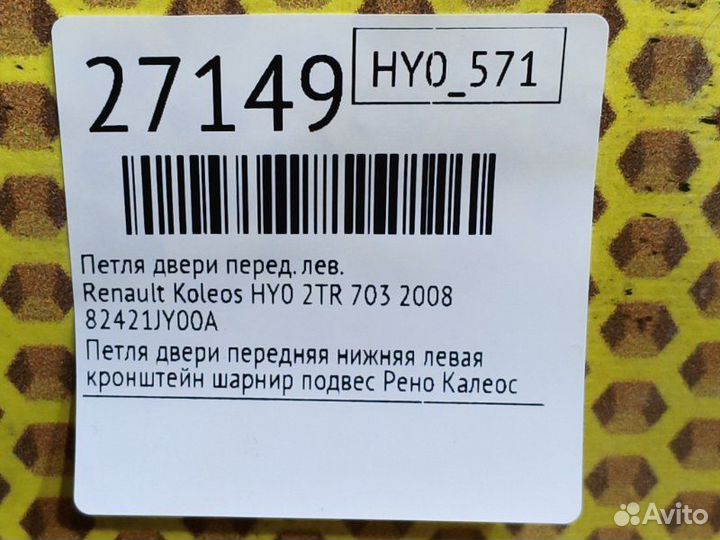 27149
HY0_571
Петля двери перед. лев.
Renault Koleos HY0 2TR 703 2008
82421JY00A
Петля двери передняя нижняя левая
кронштейн шарнир подвес Рено Калеос
Avito